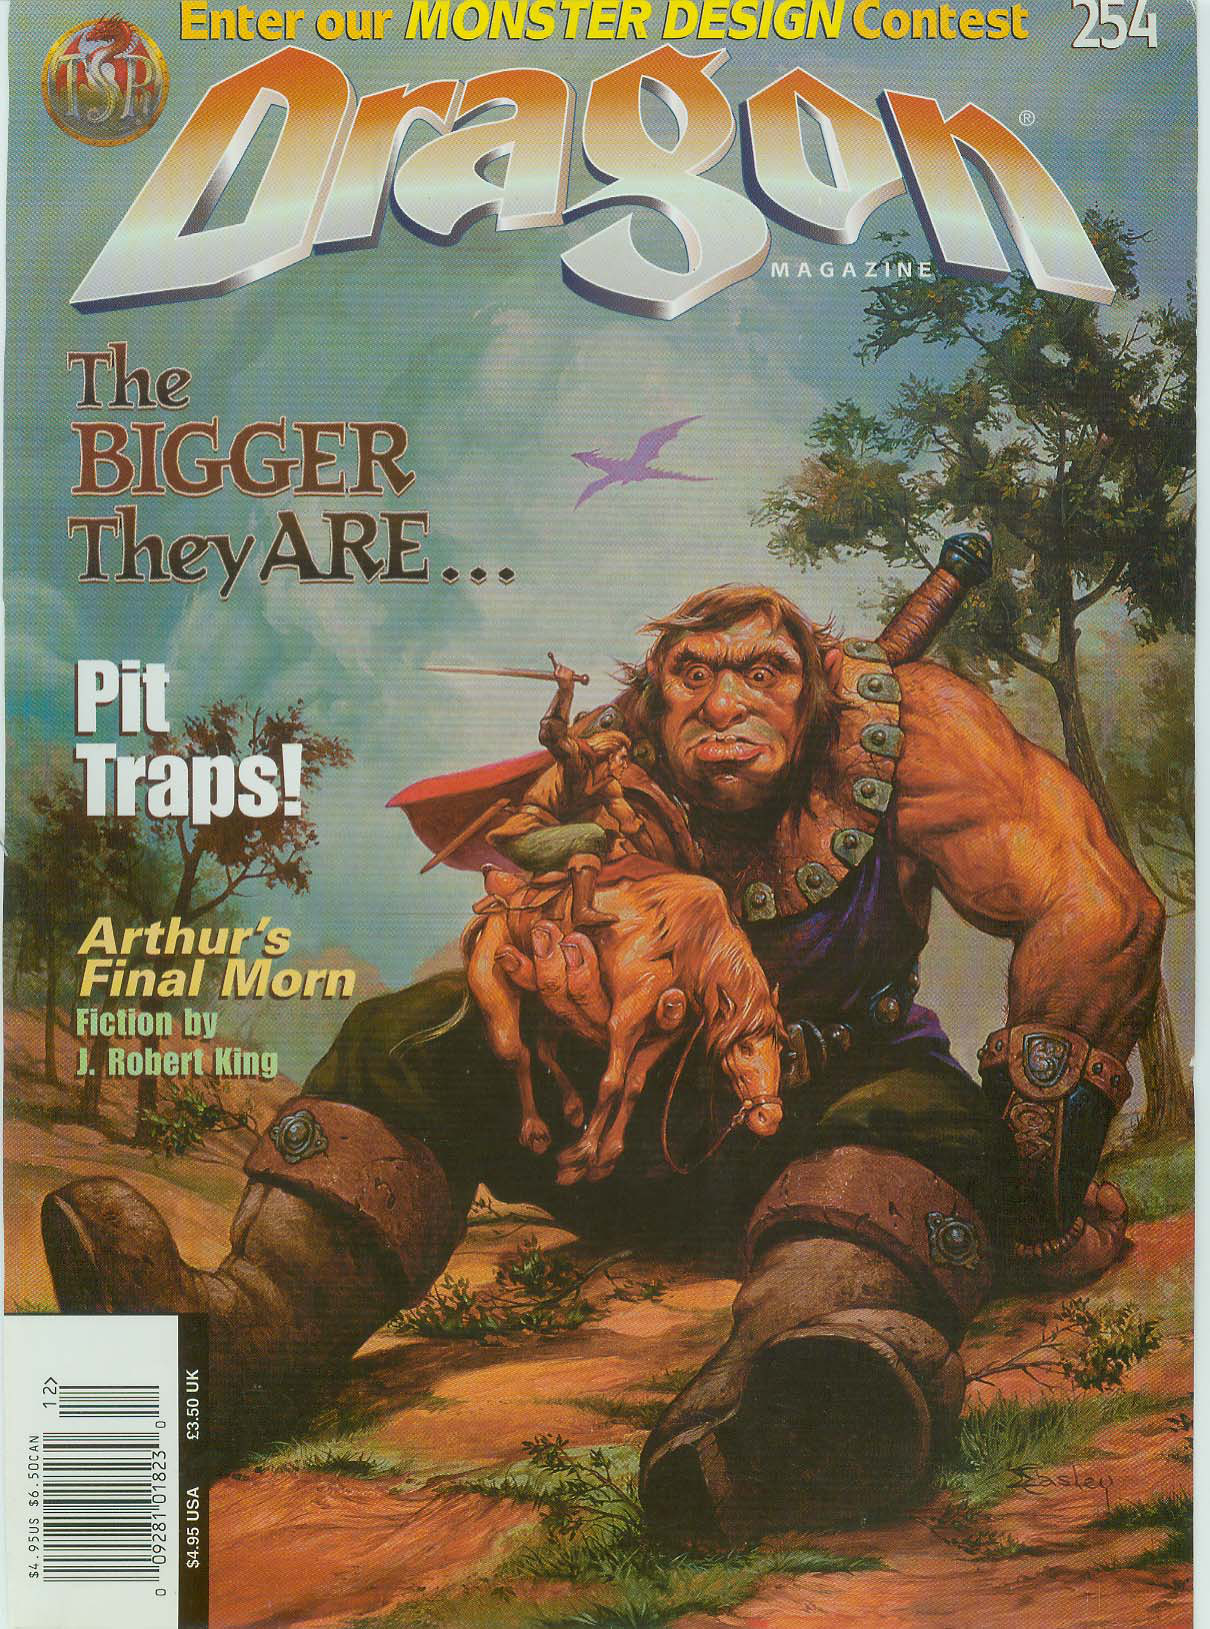 Enter our MONSTER DESIGN Contest
254
TSR
Dragon®
MAGAZINE
The
BIGGER
They ARE...
Pit
Traps!
Arthur's
Final Morn
Fiction by
J. Robert King
Easley
12>
$4.95US $6.50CAN
0 09281 01823 0
$4.95 USA £3.50 UK